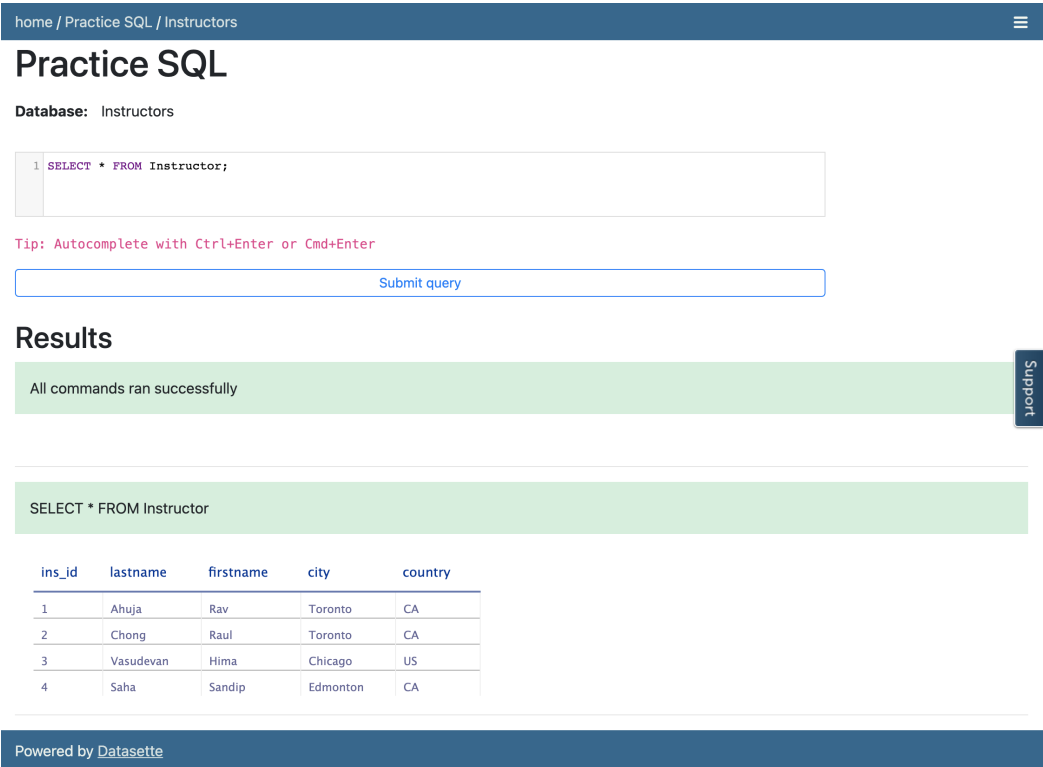 home / Practice SQL / Instructors
Practice SQL
Database: Instructors
1 SELECT * FROM Instructor;
Tip: Autocomplete with Ctrl+Enter or Cmd+Enter
Submit query
Results
Support
All commands ran successfully
SELECT * FROM Instructor
ins_id lastname firstname city country
1 Ahuja Rav Toronto CA
2 Chong Raul Toronto CA
3 Vasudevan Hima Chicago US
4 Saha Sandip Edmonton CA
Powered by Datasette